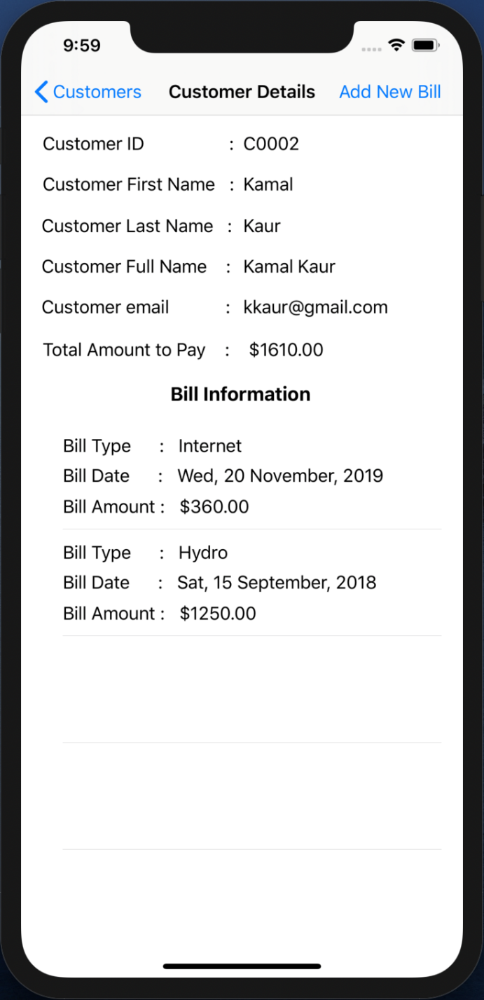 9:59
Customers Customer Details Add New Bill
Customer ID : C0002
Customer First Name : Kamal
Customer Last Name : Kaur
Customer Full Name : Kamal Kaur
Customer email : kkaur@gmail.com
Total Amount to Pay : $1610.00
Bill Information
Bill Type : Internet
Bill Date : Wed, 20 November, 2019
Bill Amount : $360.00
Bill Type : Hydro
Bill Date : Sat, 15 September, 2018
Bill Amount : $1250.00